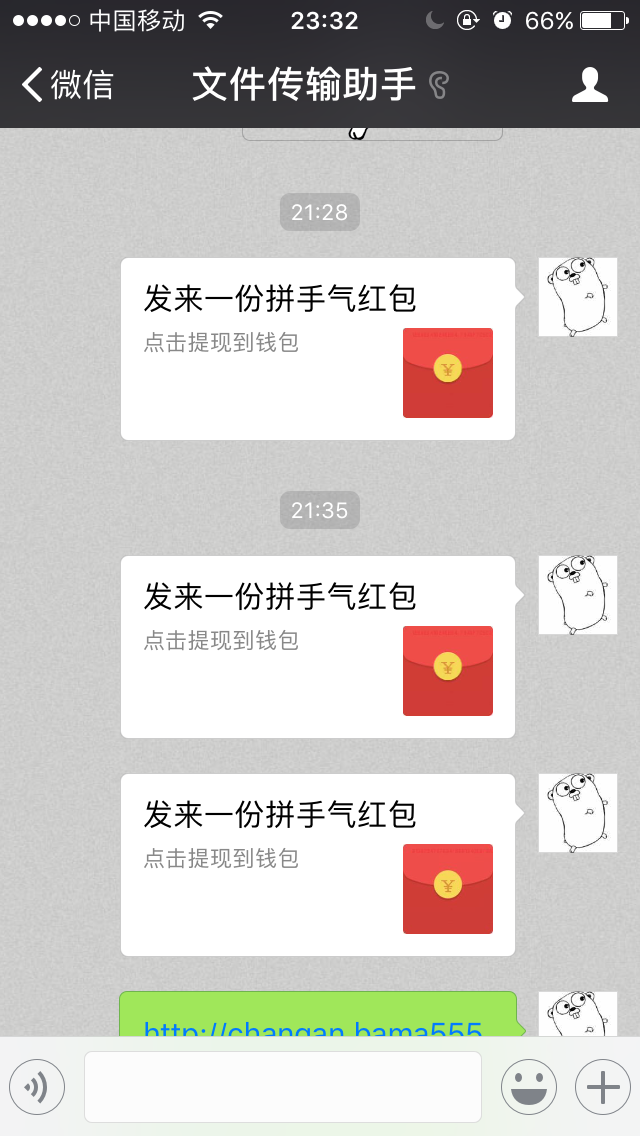 中国移动 23:32 66%
微信 文件传输助手
21:28
发来一份拼手气红包
点击提现到钱包
¥
21:35
发来一份拼手气红包
点击提现到钱包
¥
发来一份拼手气红包
点击提现到钱包
¥
http://changan.bama555